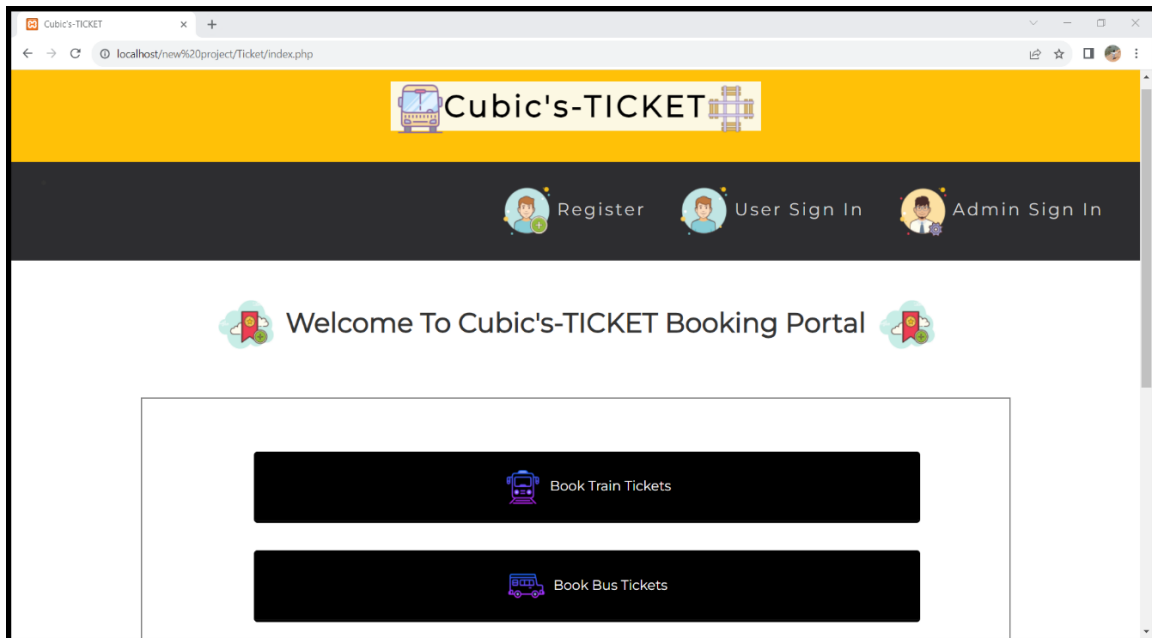 Cubic's-TICKET
localhost/new%20project/Ticket/index.php
Cubic's-TICKET
Register User Sign In Admin Sign In
Welcome To Cubic's-TICKET Booking Portal
Book Train Tickets
Book Bus Tickets